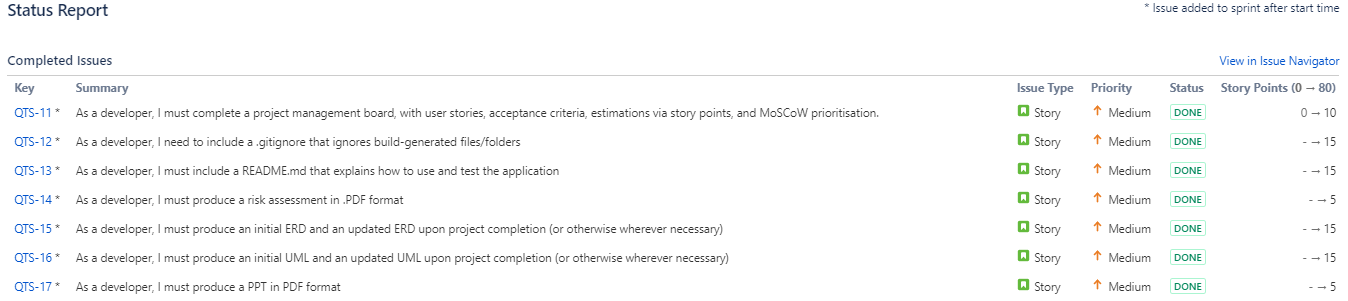 Status Report
* Issue added to sprint after start time
Completed Issues
View in Issue Navigator
Key Summary Issue Type Priority Status Story Points (0 → 80)
QTS-11 * As a developer, I must complete a project management board, with user stories, acceptance criteria, estimations via story points, and MoSCoW prioritisation. Story Medium DONE 0 → 10
QTS-12 * As a developer, I need to include a .gitignore that ignores build-generated files/folders Story Medium DONE - → 15
QTS-13 * As a developer, I must include a README.md that explains how to use and test the application Story Medium DONE - → 15
QTS-14 * As a developer, I must produce a risk assessment in .PDF format Story Medium DONE - → 5
QTS-15 * As a developer, I must produce an initial ERD and an updated ERD upon project completion (or otherwise wherever necessary) Story Medium DONE - → 15
QTS-16 * As a developer, I must produce an initial UML and an updated UML upon project completion (or otherwise wherever necessary) Story Medium DONE - → 15
QTS-17 * As a developer, I must produce a PPT in PDF format Story Medium DONE - → 5